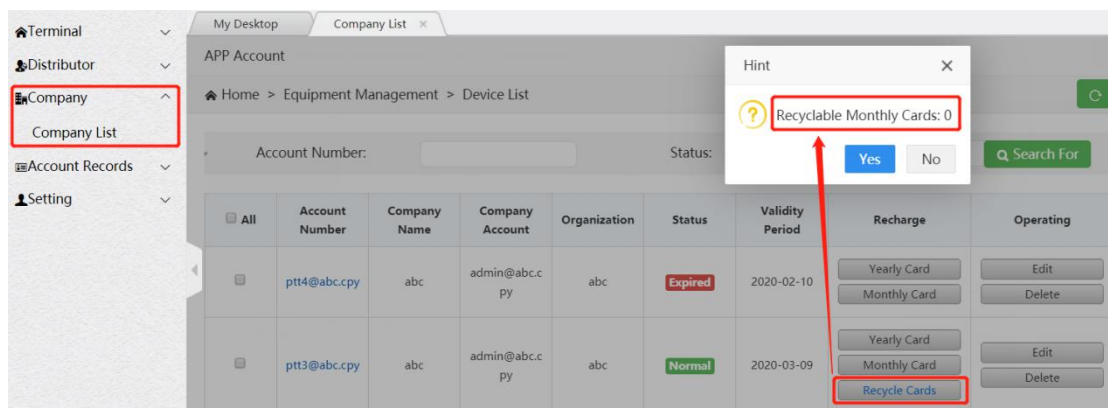 Terminal
Distributor
Company
Company List
Account Records
Setting
My Desktop
Company List ×
APP Account
Home > Equipment Management > Device List
Account Number:
Status:
Search For
Hint
×
Recyclable Monthly Cards: 0
Yes
No
All
Account Number
Company Name
Company Account
Organization
Status
Validity Period
Recharge
Operating
ptt4@abc.cpy
abc
admin@abc.c
py
abc
Expired
2020-02-10
Yearly Card
Monthly Card
Edit
Delete
ptt3@abc.cpy
abc
admin@abc.c
py
abc
Normal
2020-03-09
Yearly Card
Monthly Card
Recycle Cards
Edit
Delete